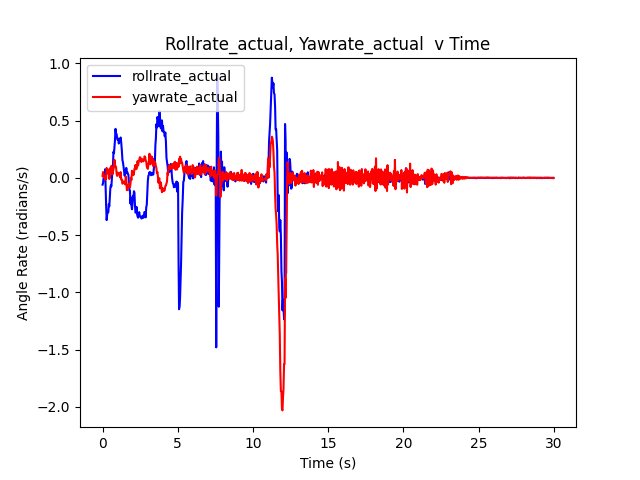 Rollrate_actual, Yawrate_actual  v Time
rollrate_actual
yawrate_actual
1.0
0.5
0.0
−0.5
−1.0
−1.5
−2.0
Angle Rate (radians/s)
0 5 10 15 20 25 30
Time (s)